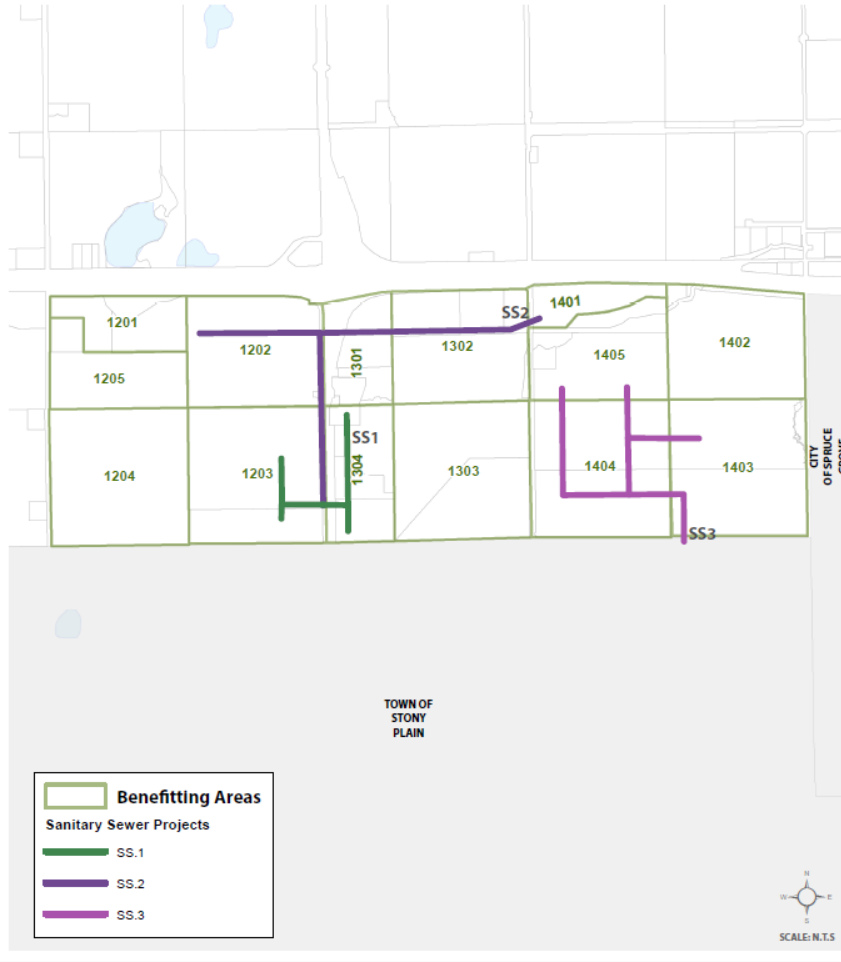 SS2
1401
1201
1202
1301
1302
1405
1402
1205
SS1
1204
1203
1304
1303
1404
1403
CITY
OF SPRUCE
GROVE
SS3
TOWN OF
STONY
PLAIN
Benefitting Areas
Sanitary Sewer Projects
SS.1
SS.2
SS.3
N
W
E
S
SCALE: N.T.S